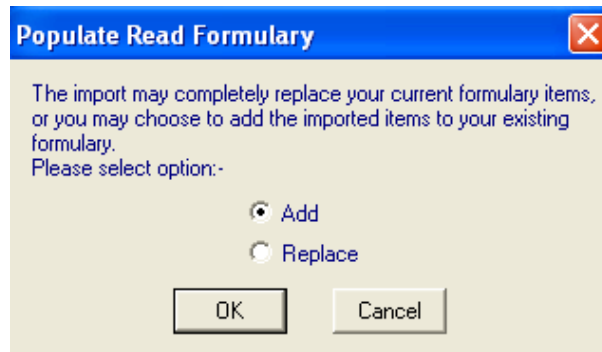 Populate Read Formulary
The import may completely replace your current formulary items,
or you may choose to add the imported items to your existing
formulary.
Please select option:-
Add
Replace
OK
Cancel